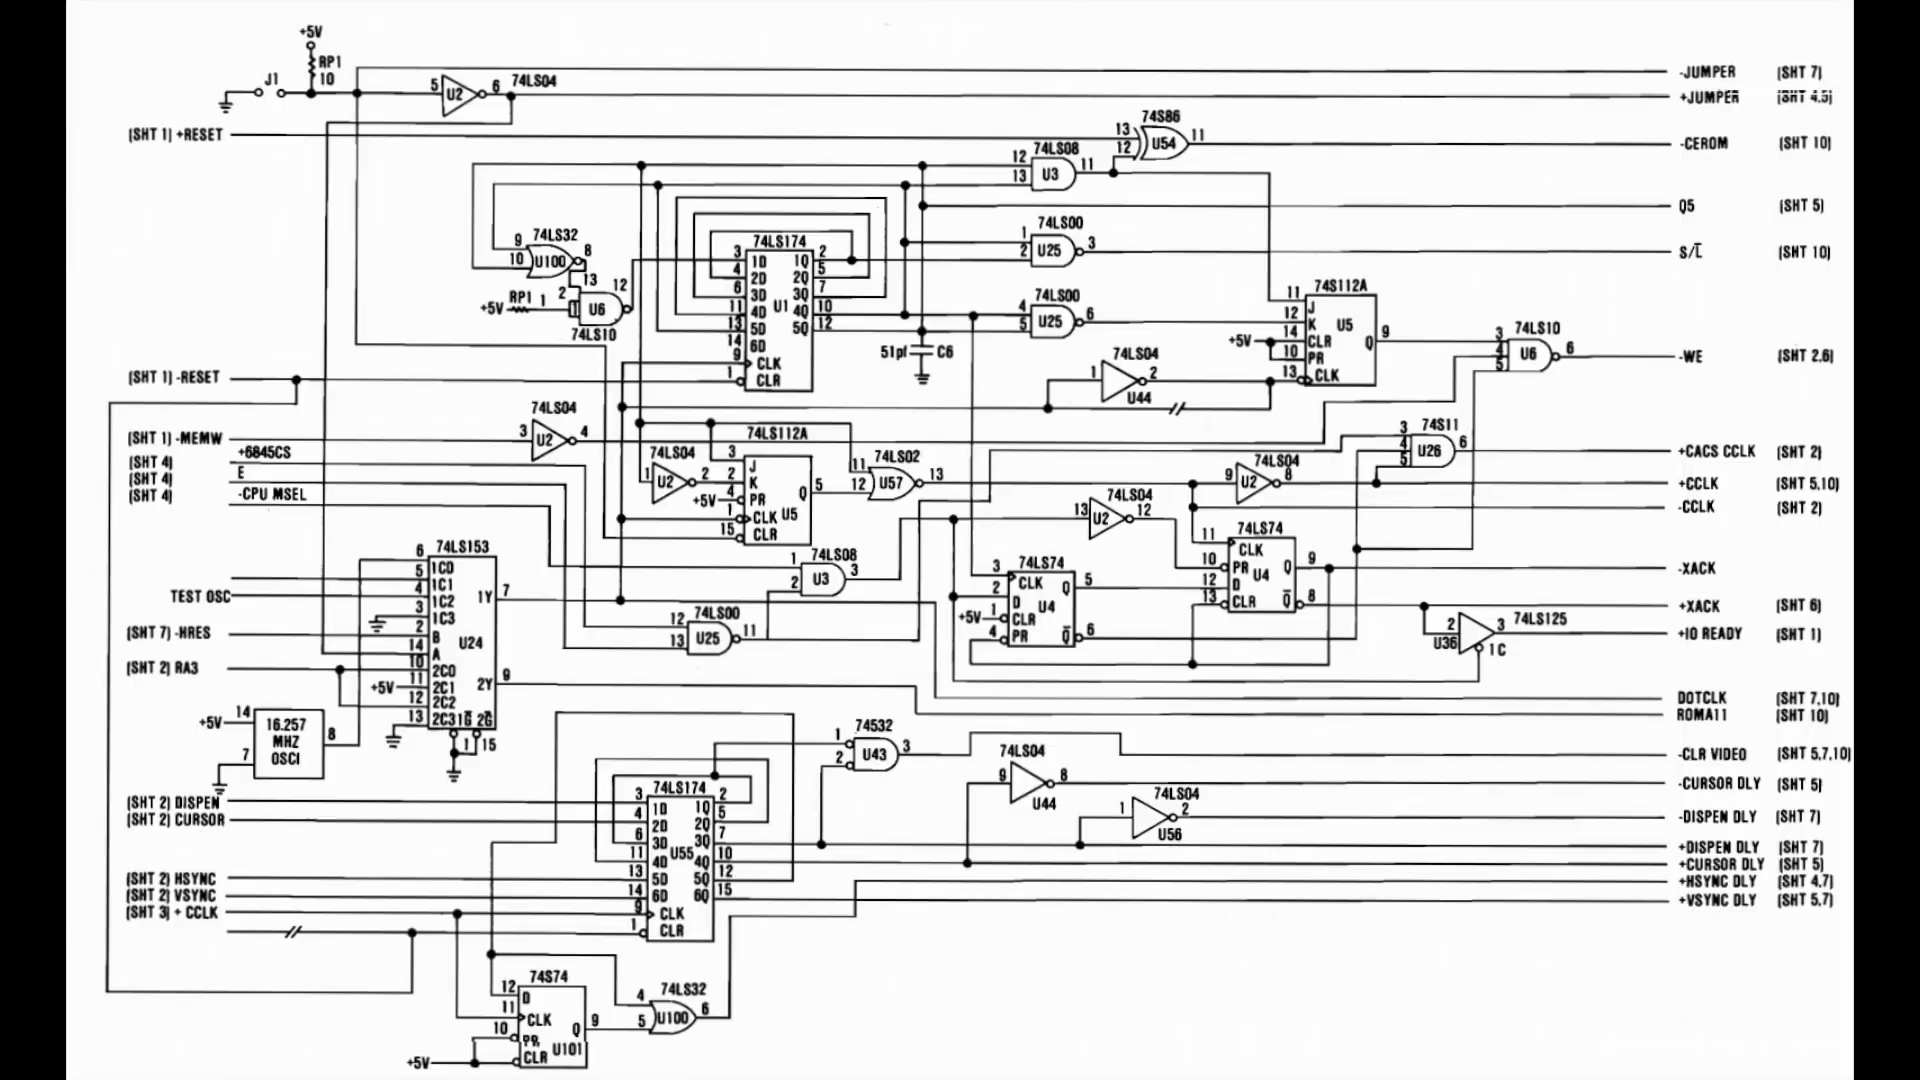 +5V
RP1
10
J1
5 U2 6 74LS04
-JUMPER (SHT 7)
+JUMPER (SHT 4,5)
(SHT 1) +RESET
74S86
13
12 U54 11
-CEROM (SHT 10)
74LS08
12
13 U3 11
Q5 (SHT 5)
74LS32
9
10 U100 8
74LS174
3 1D 1Q 2
4 2D 2Q 5
6 3D 3Q 7
11 4D U1 4Q 10
13 5D 5Q 12
14 6D
9 CLK
1 CLR
74LS00
1
2 U25 3
S/L̅ (SHT 10)
13
2
+5V RP1 1 U6 12
74LS10
74LS00
4
5 U25 6
51pf C6
74S112A
11 J
12 K U5
+5V 14 CLR Q 9
10 PR
13 CLK
74LS10
3
4
5 U6 6
-WE (SHT 2,6)
74LS04
1 2
U44
(SHT 1) -RESET
(SHT 1) -MEMW
74LS04
3 U2 4
(SHT 4) +6845CS
(SHT 4) E
(SHT 4) -CPU MSEL
74LS04
1 U2 2
74LS112A
3 J
2 K
+5V 4 PR Q 5
1 CLK U5
15 CLR
74LS02
11
12 U57 13
74S11
3
4
5 U26 6
+CACS CCLK (SHT 2)
74LS04
9 U2 8
+CCLK (SHT 5,10)
-CCLK (SHT 2)
74LS04
13 U2 12
74LS74
11 CLK
10 PR Q 9
12 D U4
13 CLR Q̅ 8
-XACK
+XACK (SHT 6)
74LS08
1
2 U3 3
74LS74
3 CLK Q 5
2 D U4
+5V 1 CLR
4 PR Q̅ 6
74LS125
2 3
U36 1C
+IO READY (SHT 1)
74LS00
12
13 U25 11
74LS153
6 1C0
5 1C1
4 1C2 1Y 7
3 1C3
2 B U24
14 A
10 2C0
+5V 11 2C1 2Y 9
12 2C2
13 2C3 1G̅ 2G̅
1 15
TEST OSC
(SHT 7) -HRES
(SHT 2) RA3
DOTCLK (SHT 7,10)
ROMA11 (SHT 10)
+5V 14
16.257
MHZ
OSCI
8
7
74S32
1
2 U43 3
-CLR VIDEO (SHT 5,7,10)
74LS04
9 8
U44
-CURSOR DLY (SHT 5)
74LS04
1 2
U56
-DISPEN DLY (SHT 7)
(SHT 2) DISPEN
(SHT 2) CURSOR
74LS174
3 1D 1Q 2
4 2D 2Q 5
6 3D 3Q 7
11 4D U55 4Q 10
13 5D 5Q 12
14 6D 6Q 15
9 CLK
1 CLR
+DISPEN DLY (SHT 7)
+CURSOR DLY (SHT 5)
+HSYNC DLY (SHT 4,7)
+VSYNC DLY (SHT 5,7)
(SHT 2) HSYNC
(SHT 2) VSYNC
(SHT 3) + CCLK
74S74
12 D
11 CLK
10 PR Q 9
+5V CLR U101
74LS32
4
5 U100 6